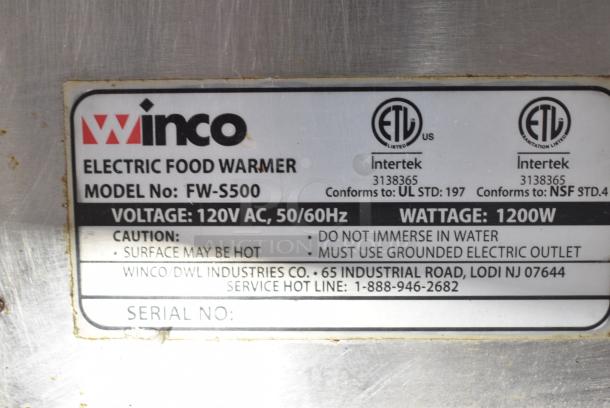 Winco
ELECTRIC FOOD WARMER
MODEL No: FW-S500
ETL US
LISTED
Intertek
3138365
Conforms to: UL STD: 197
ETL
SANITATION LISTED
Intertek
3138365
Conforms to: NSF STD.4
VOLTAGE: 120V AC, 50/60Hz WATTAGE: 1200W
CAUTION: • DO NOT IMMERSE IN WATER
• SURFACE MAY BE HOT • MUST USE GROUNDED ELECTRIC OUTLET
WINCO/DWL INDUSTRIES CO. • 65 INDUSTRIAL ROAD, LODI NJ 07644
SERVICE HOT LINE: 1-888-946-2682
SERIAL NO: